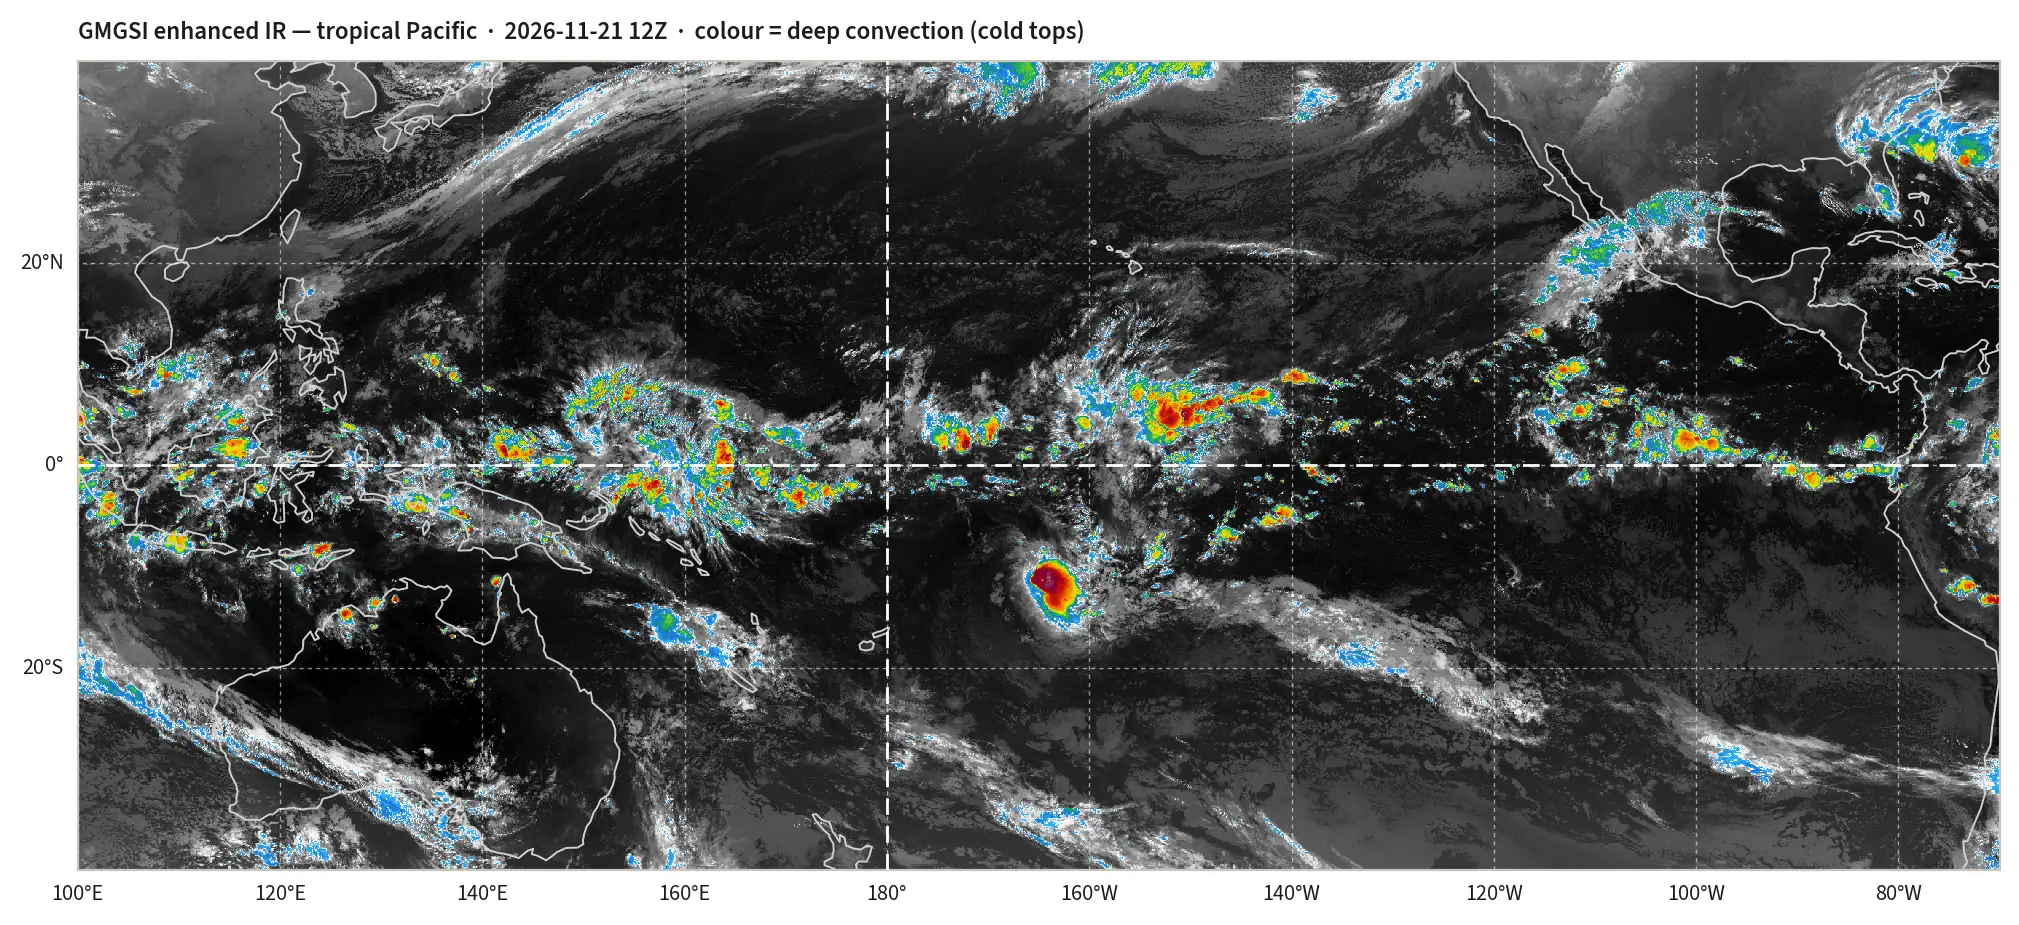 GMGSI enhanced IR — tropical Pacific · 2026-11-21 12Z · colour = deep convection (cold tops)
20°N
0°
20°S
100°E 120°E 140°E 160°E 180° 160°W 140°W 120°W 100°W 80°W